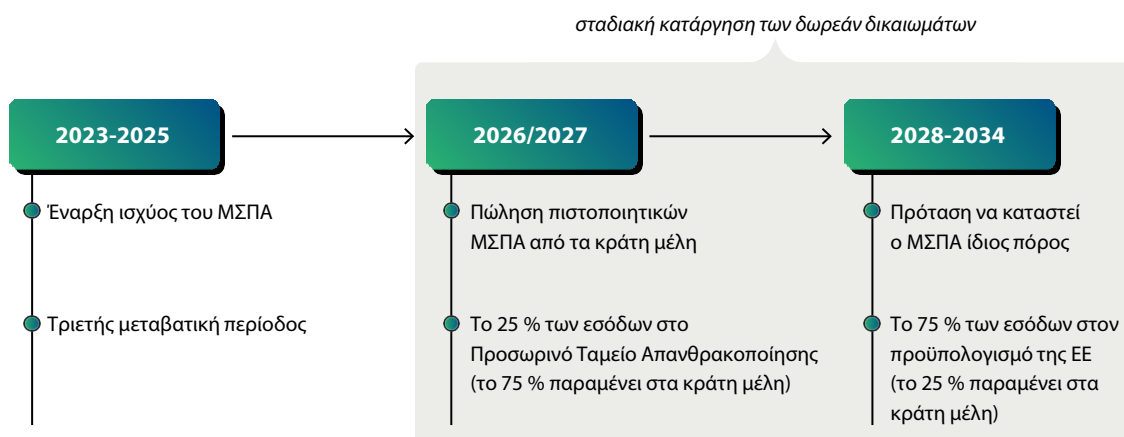 σταδιακή κατάργηση των δωρεάν δικαιωμάτων
2023-2025
Έναρξη ισχύος του ΜΣΠΑ
Τριετής μεταβατική περίοδος
2026/2027
Πώληση πιστοποιητικών
ΜΣΠΑ από τα κράτη μέλη
Το 25 % των εσόδων στο
Προσωρινό Ταμείο Απανθρακοποίησης
(το 75 % παραμένει στα κράτη μέλη)
2028-2034
Πρόταση να καταστεί
ο ΜΣΠΑ ίδιος πόρος
Το 75 % των εσόδων στον
προϋπολογισμό της ΕΕ
(το 25 % παραμένει στα
κράτη μέλη)